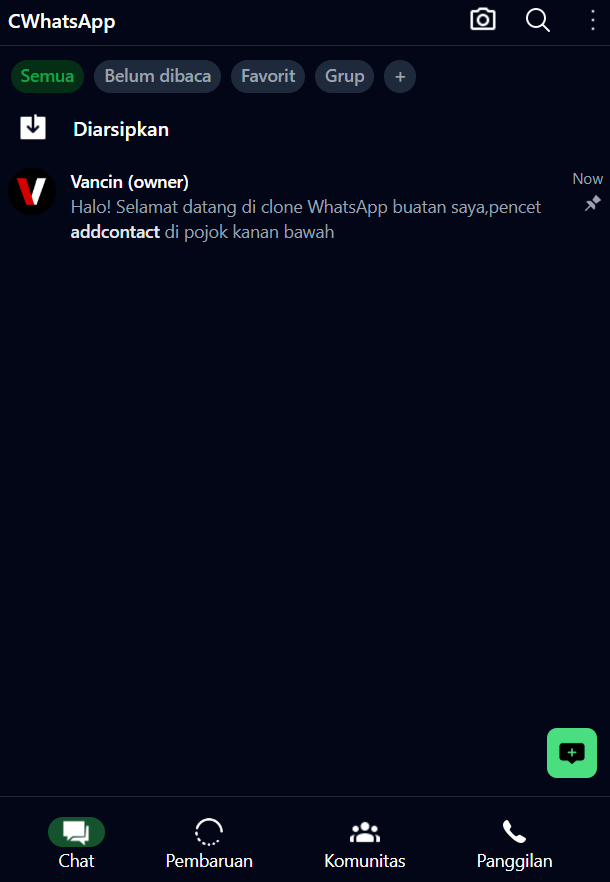 CWhatsApp
Semua
Belum dibaca
Favorit
Grup
+
Diarsipkan
Vancin (owner)
Now
Halo! Selamat datang di clone WhatsApp buatan saya,pencet
addcontact di pojok kanan bawah
Chat
Pembaruan
Komunitas
Panggilan